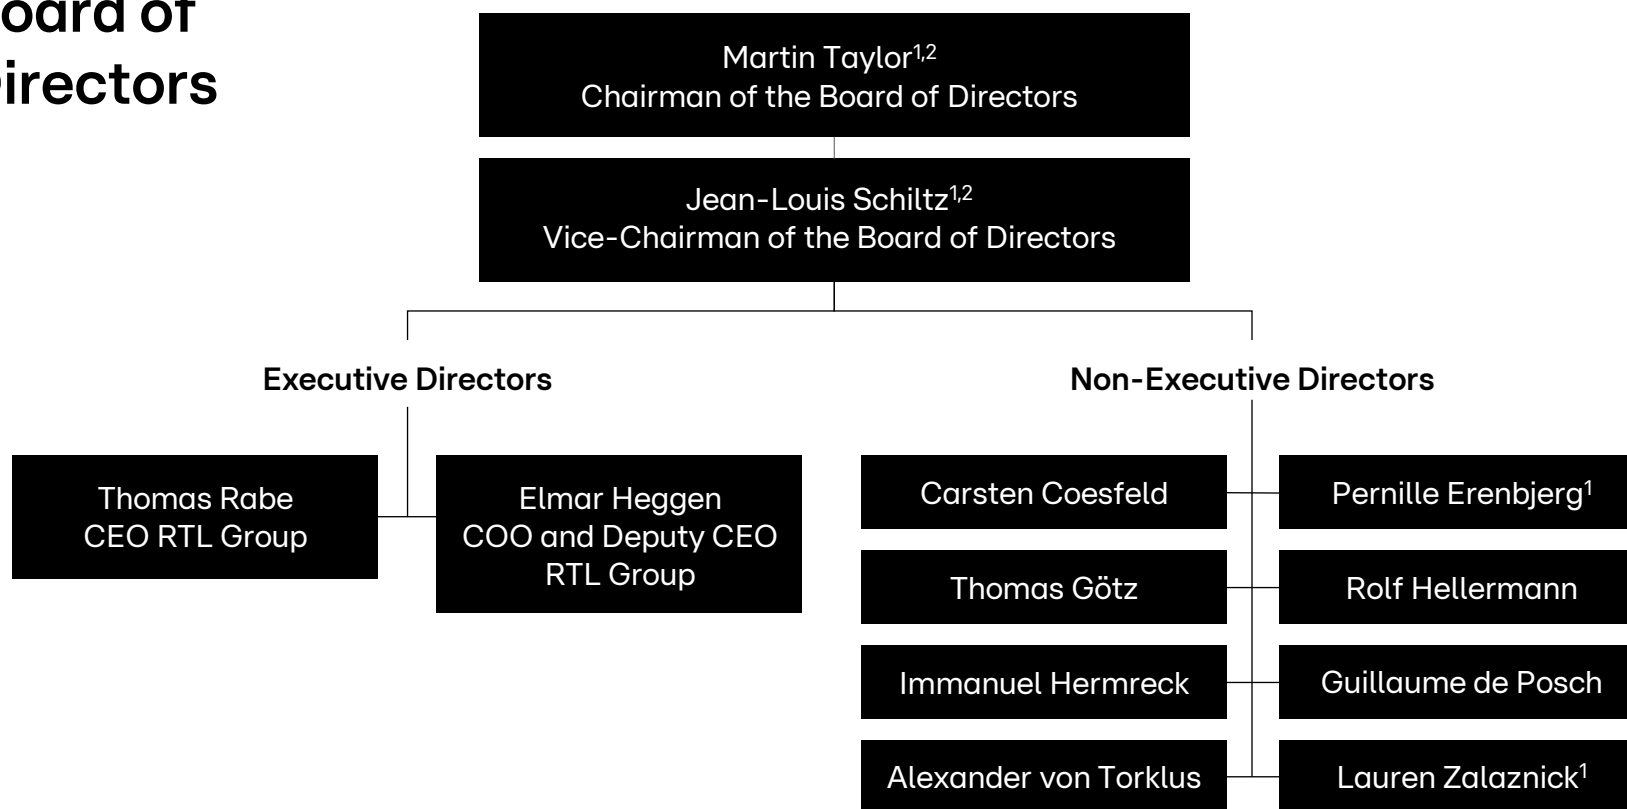 oard of
irectors
Martin Taylor1,2
Chairman of the Board of Directors
Jean-Louis Schiltz1,2
Vice-Chairman of the Board of Directors
Executive Directors
Non-Executive Directors
Thomas Rabe
CEO RTL Group
Elmar Heggen
COO and Deputy CEO
RTL Group
Carsten Coesfeld
Pernille Erenbjerg1
Thomas Götz
Rolf Hellermann
Immanuel Hermreck
Guillaume de Posch
Alexander von Torklus
Lauren Zalaznick1